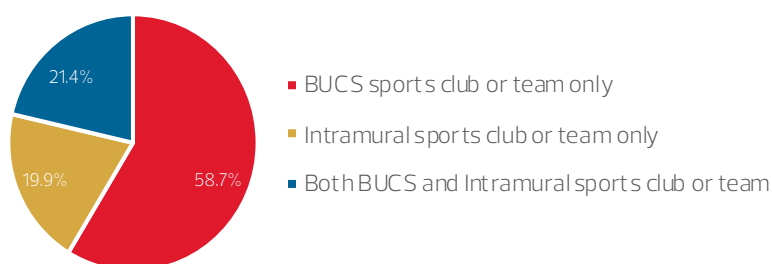 21.4%
BUCS sports club or team only
Intramural sports club or team only
19.9%
58.7%
Both BUCS and Intramural sports club or team